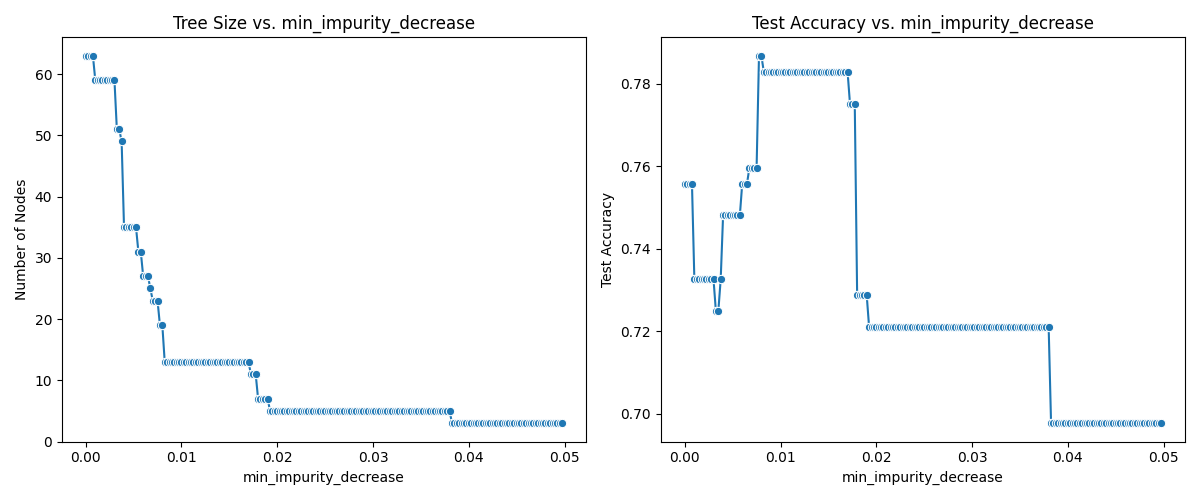 Tree Size vs. min_impurity_decrease
Number of Nodes
60
50
40
30
20
10
0
0.00 0.01 0.02 0.03 0.04 0.05
min_impurity_decrease
Test Accuracy vs. min_impurity_decrease
Test Accuracy
0.78
0.76
0.74
0.72
0.70
0.00 0.01 0.02 0.03 0.04 0.05
min_impurity_decrease